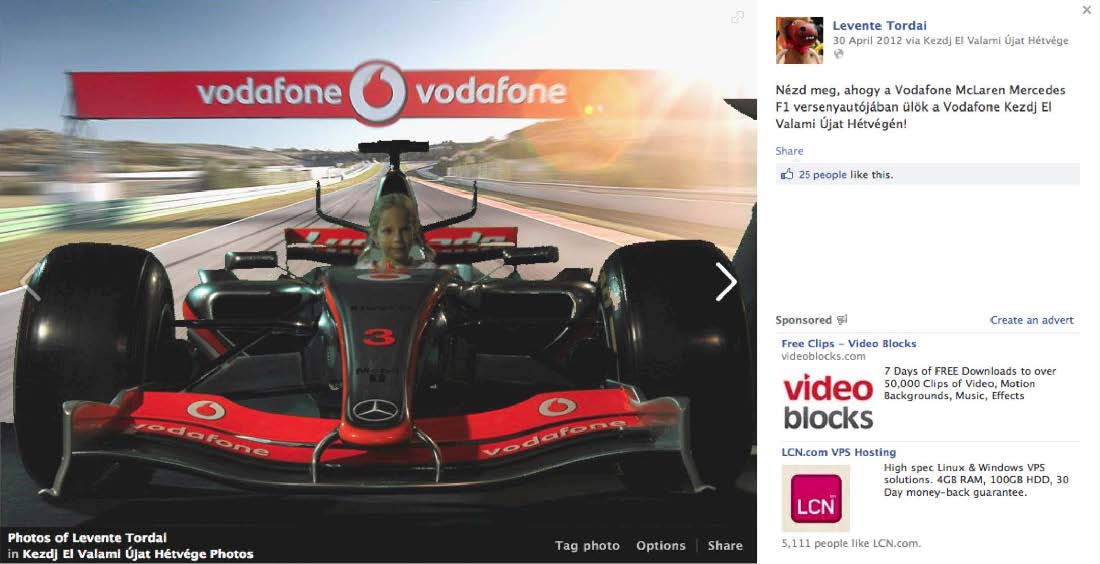 vodafone vodafone
3
vodafone vodafone
Photos of Levente Tordai
in Kezdj El Valami Újat Hétvége Photos
Tag photo Options Share
Levente Tordai
30 April 2012 via Kezdj El Valami Újat Hétvége
Nézd meg, ahogy a Vodafone McLaren Mercedes
F1 versenyautójában ülök a Vodafone Kezdj El
Valami Újat Hétvégén!
Share
25 people like this.
Sponsored
Create an advert
Free Clips - Video Blocks
videoblocks.com
video
blocks
7 Days of FREE Downloads to over
50,000 Clips of Video, Motion
Backgrounds, Music, Effects
LCN.com VPS Hosting
LCN
High spec Linux & Windows VPS
solutions. 4GB RAM, 100GB HDD, 30
Day money-back guarantee.
5,111 people like LCN.com.